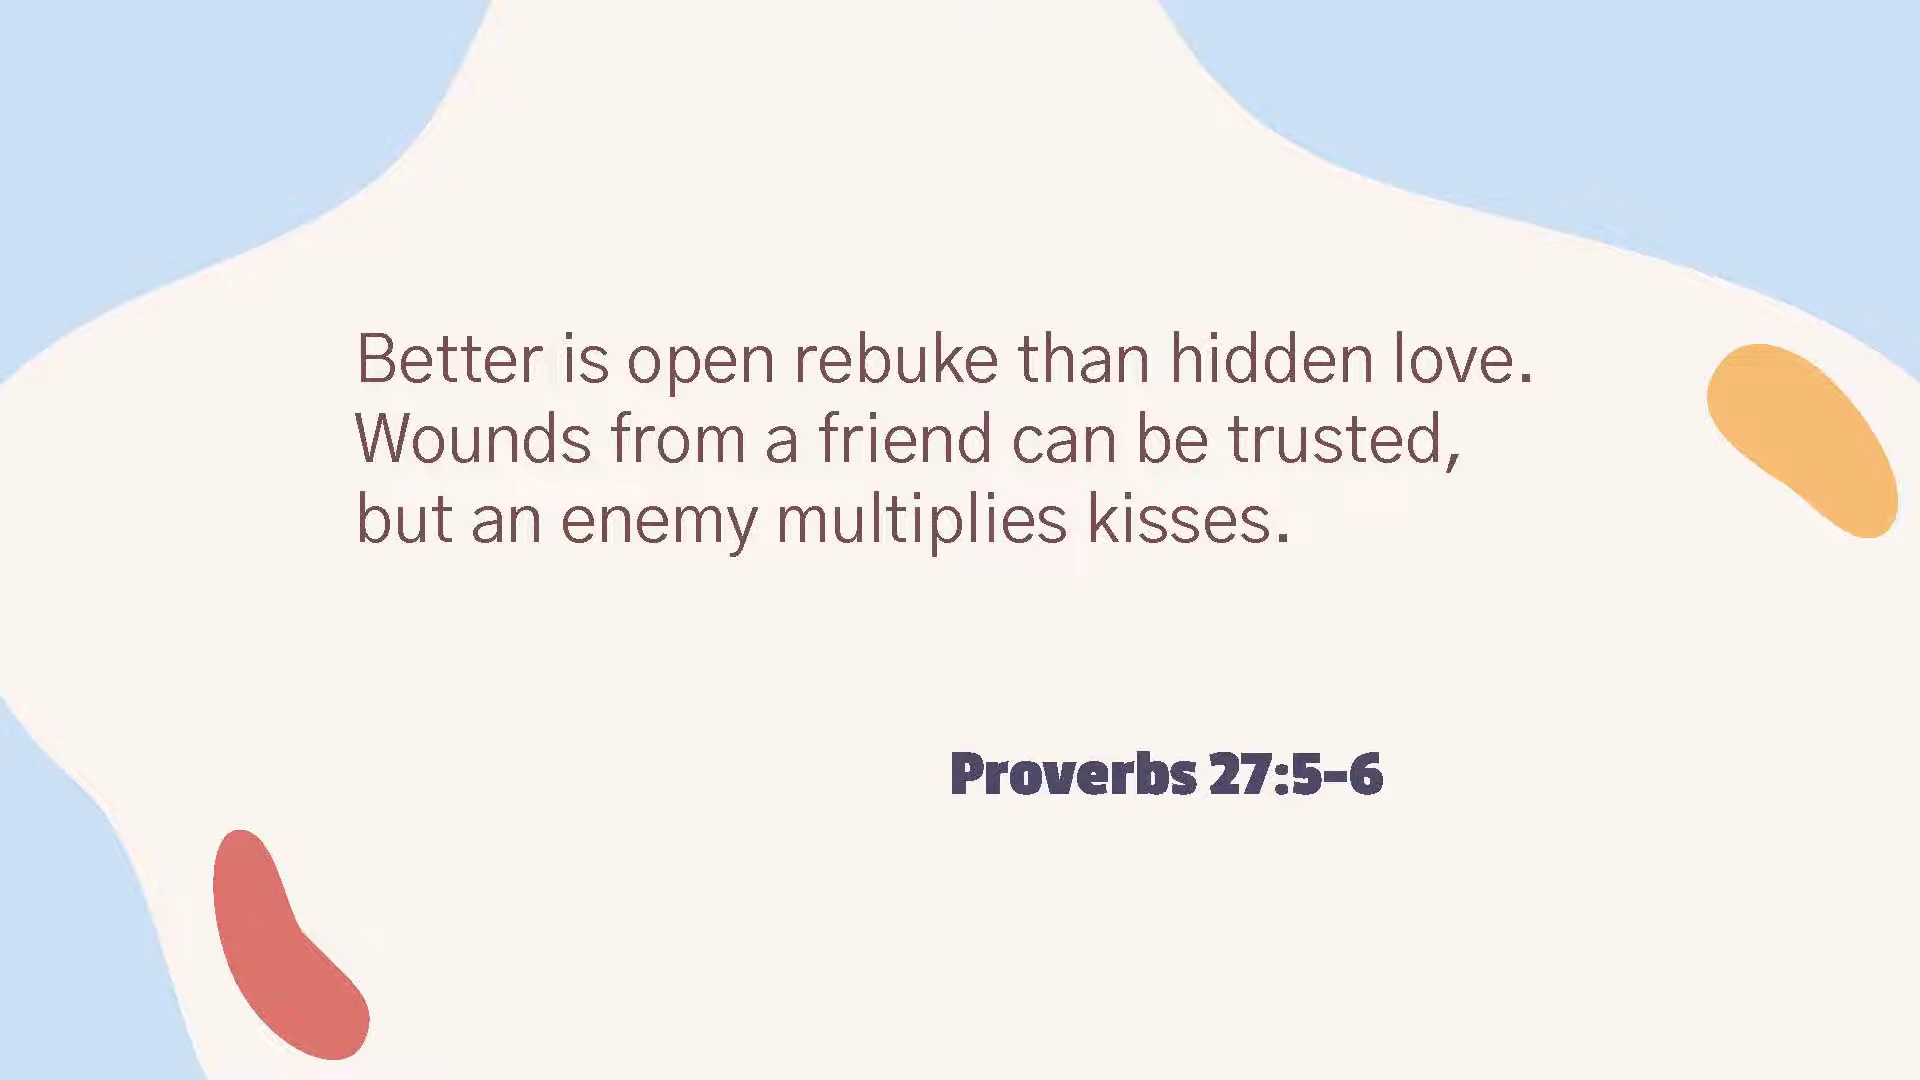 Better is open rebuke than hidden love.
Wounds from a friend can be trusted,
but an enemy multiplies kisses.
Proverbs 27:5-6